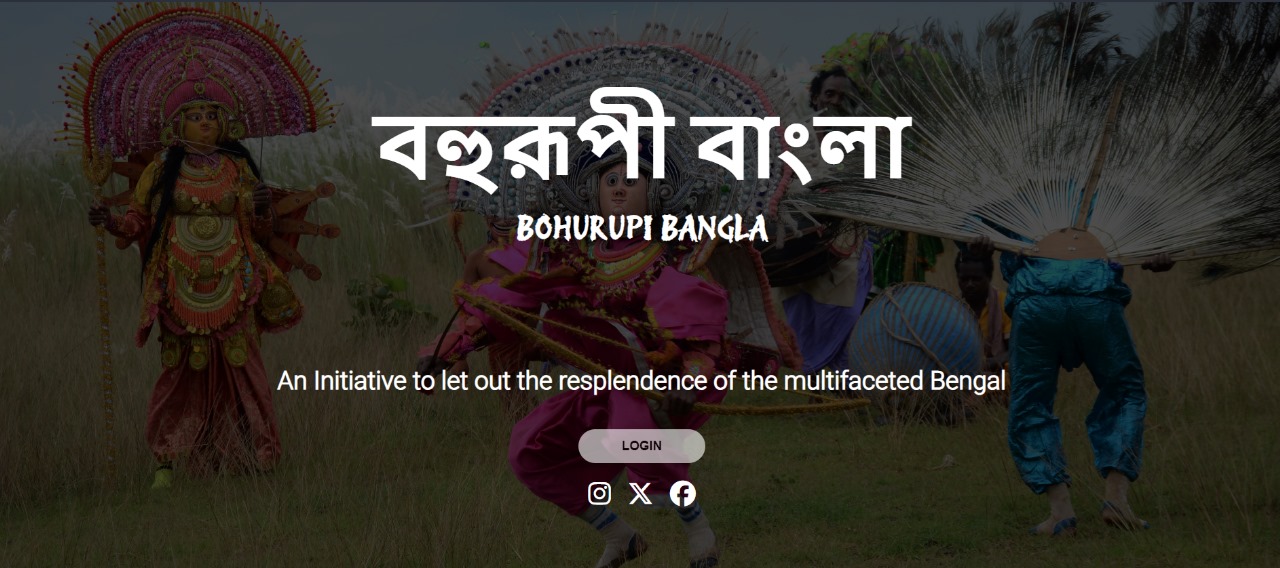 বহুরূপী বাংলা
BOHURUPI BANGLA
An Initiative to let out the resplendence of the multifaceted Bengal
LOGIN